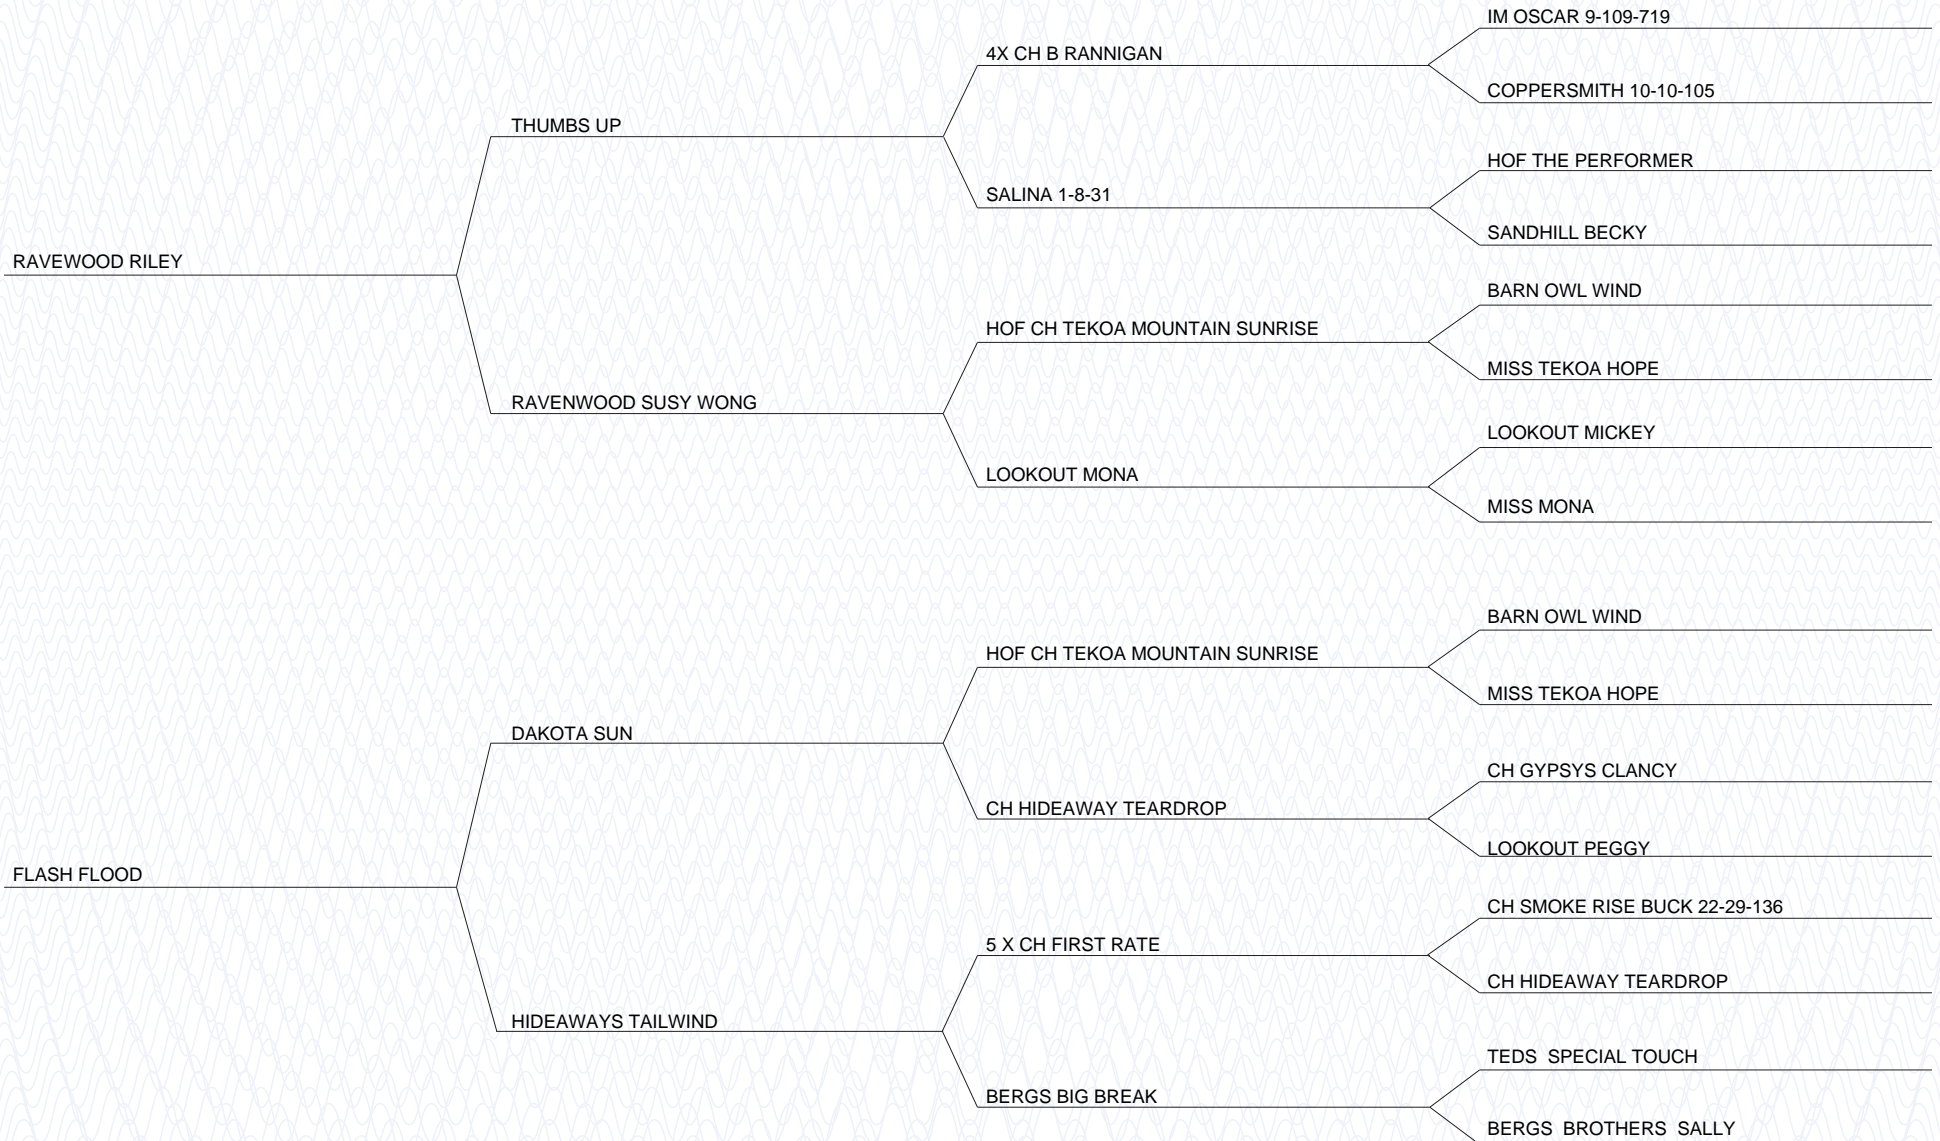 IM OSCAR 9-109-719
4X CH B RANNIGAN
COPPERSMITH 10-10-105
THUMBS UP
HOF THE PERFORMER
SALINA 1-8-31
SANDHILL BECKY
RAVEWOOD RILEY
BARN OWL WIND
HOF CH TEKOA MOUNTAIN SUNRISE
MISS TEKOA HOPE
RAVENWOOD SUSY WONG
LOOKOUT MICKEY
LOOKOUT MONA
MISS MONA
BARN OWL WIND
HOF CH TEKOA MOUNTAIN SUNRISE
MISS TEKOA HOPE
DAKOTA SUN
CH GYPSYS CLANCY
CH HIDEAWAY TEARDROP
LOOKOUT PEGGY
FLASH FLOOD
CH SMOKE RISE BUCK 22-29-136
5 X CH FIRST RATE
CH HIDEAWAY TEARDROP
HIDEAWAYS TAILWIND
TEDS  SPECIAL TOUCH
BERGS BIG BREAK
BERGS  BROTHERS  SALLY